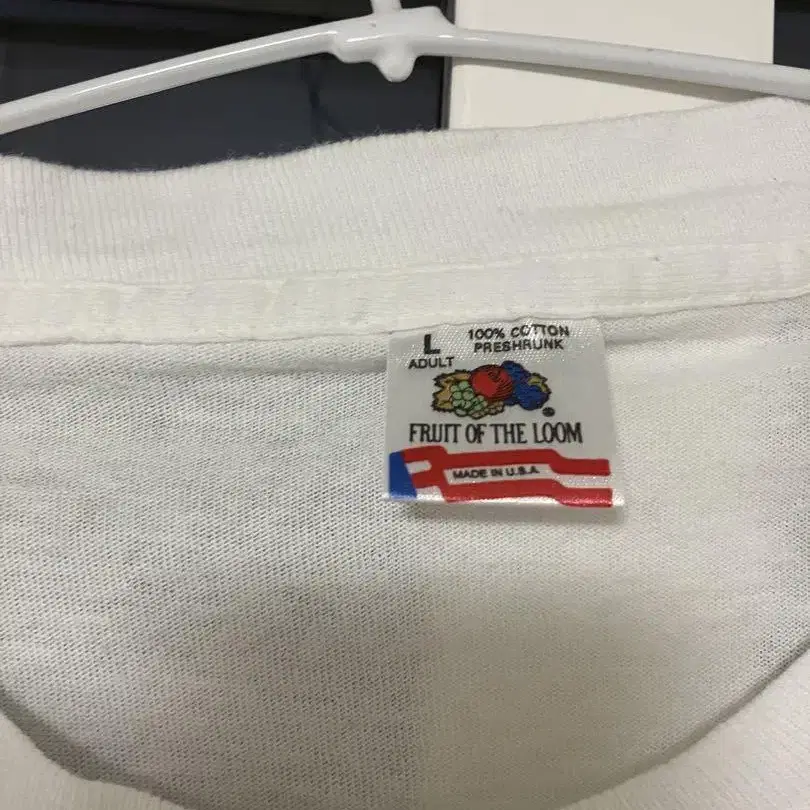 L
ADULT
100% COTTON
PRESHRUNK
®
FRUIT OF THE LOOM
MADE IN U.S.A.